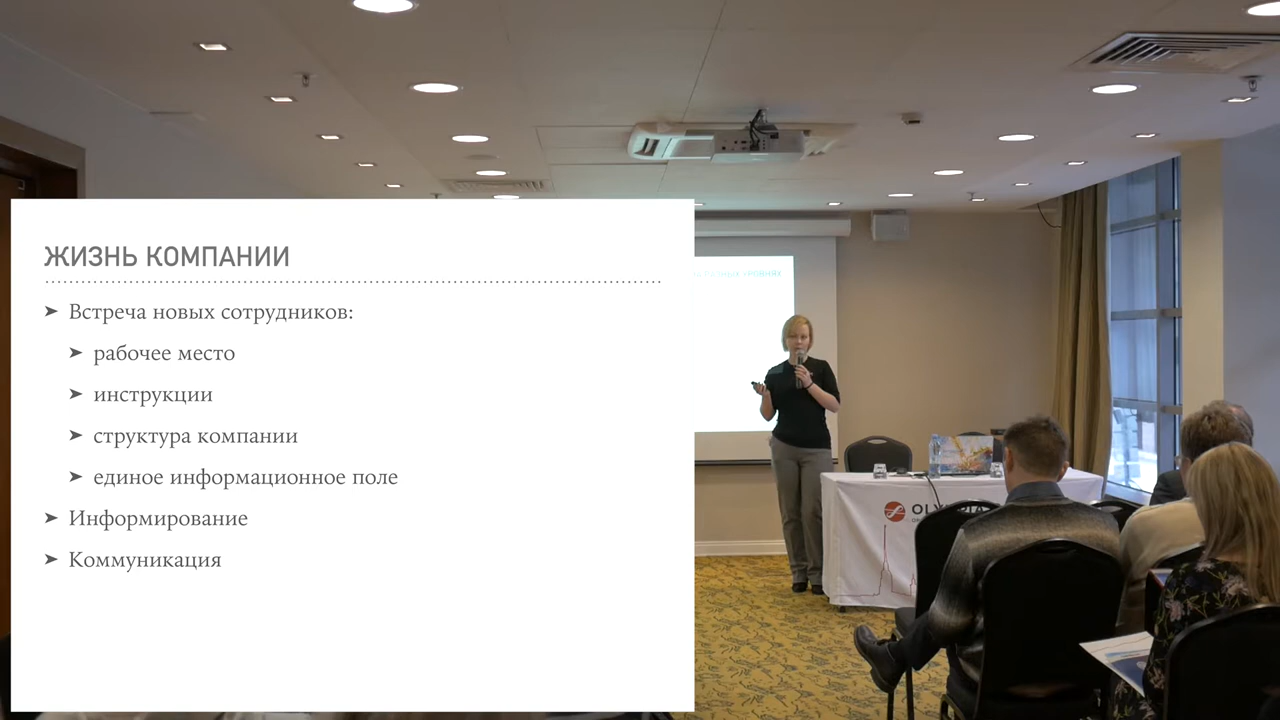 ЖИЗНЬ КОМПАНИИ
➤ Встреча новых сотрудников:
➤ рабочее место
➤ инструкции
➤ структура компании
➤ единое информационное поле
➤ Информирование
➤ Коммуникация